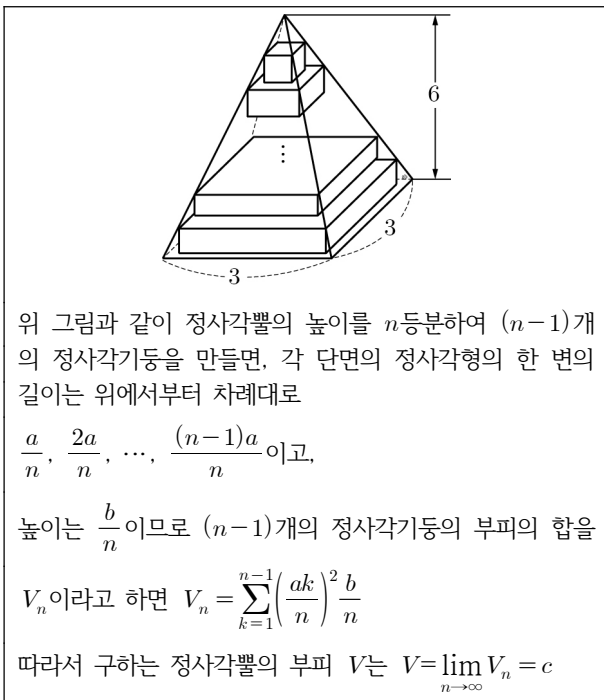 6
3
3
⋮
위 그림과 같이 정사각뿔의 높이를 n등분하여 (n-1)개
의 정사각기둥을 만들면, 각 단면의 정사각형의 한 변의
길이는 위에서부터 차례대로
a/n, 2a/n, ⋯, (n-1)a/n이고,
높이는 b/n이므로 (n-1)개의 정사각기둥의 부피의 합을
V_n이라고 하면 V_n = ∑_{k=1}^{n-1} (ak/n)^2 b/n
따라서 구하는 정사각뿔의 부피 V는 V = lim_{n→∞} V_n = c